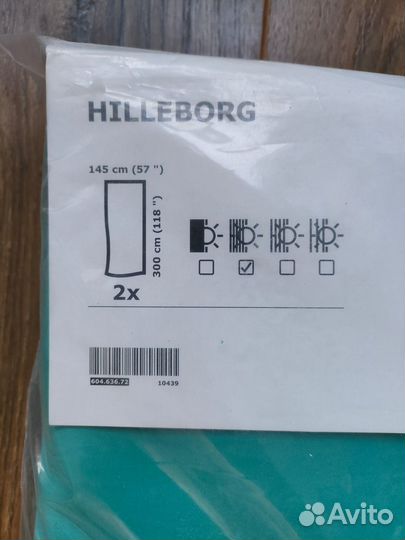 HILLEBORG
145 cm (57 ")
300 cm (118 ")
2x
604.636.72
10439
Avito